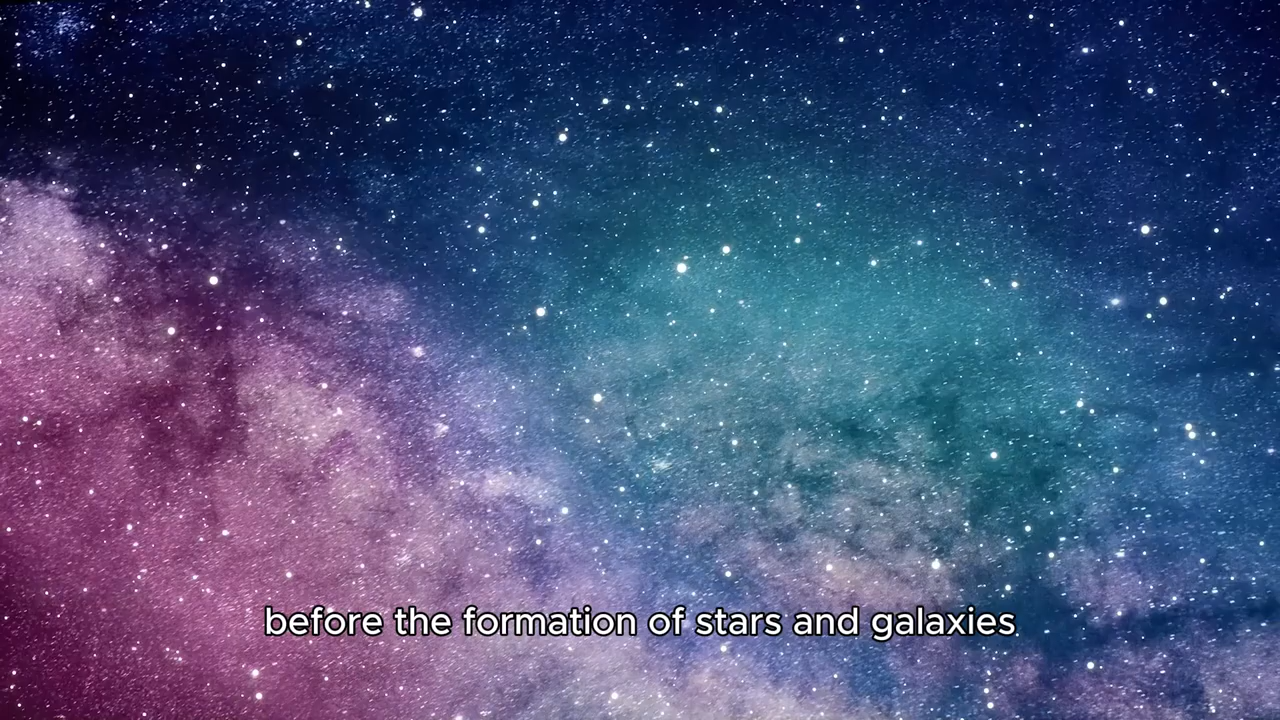 before the formation of stars and galaxies